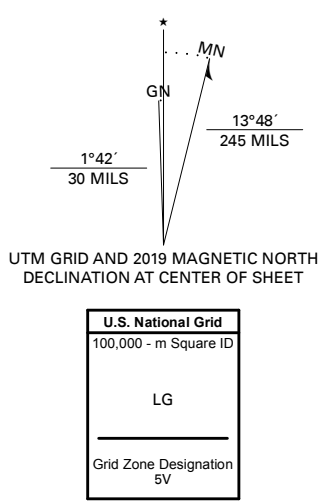 ★
MN
GN
13°48´
245 MILS
1°42´
30 MILS
UTM GRID AND 2019 MAGNETIC NORTH
DECLINATION AT CENTER OF SHEET
U.S. National Grid
100,000 - m Square ID
LG
Grid Zone Designation
5V